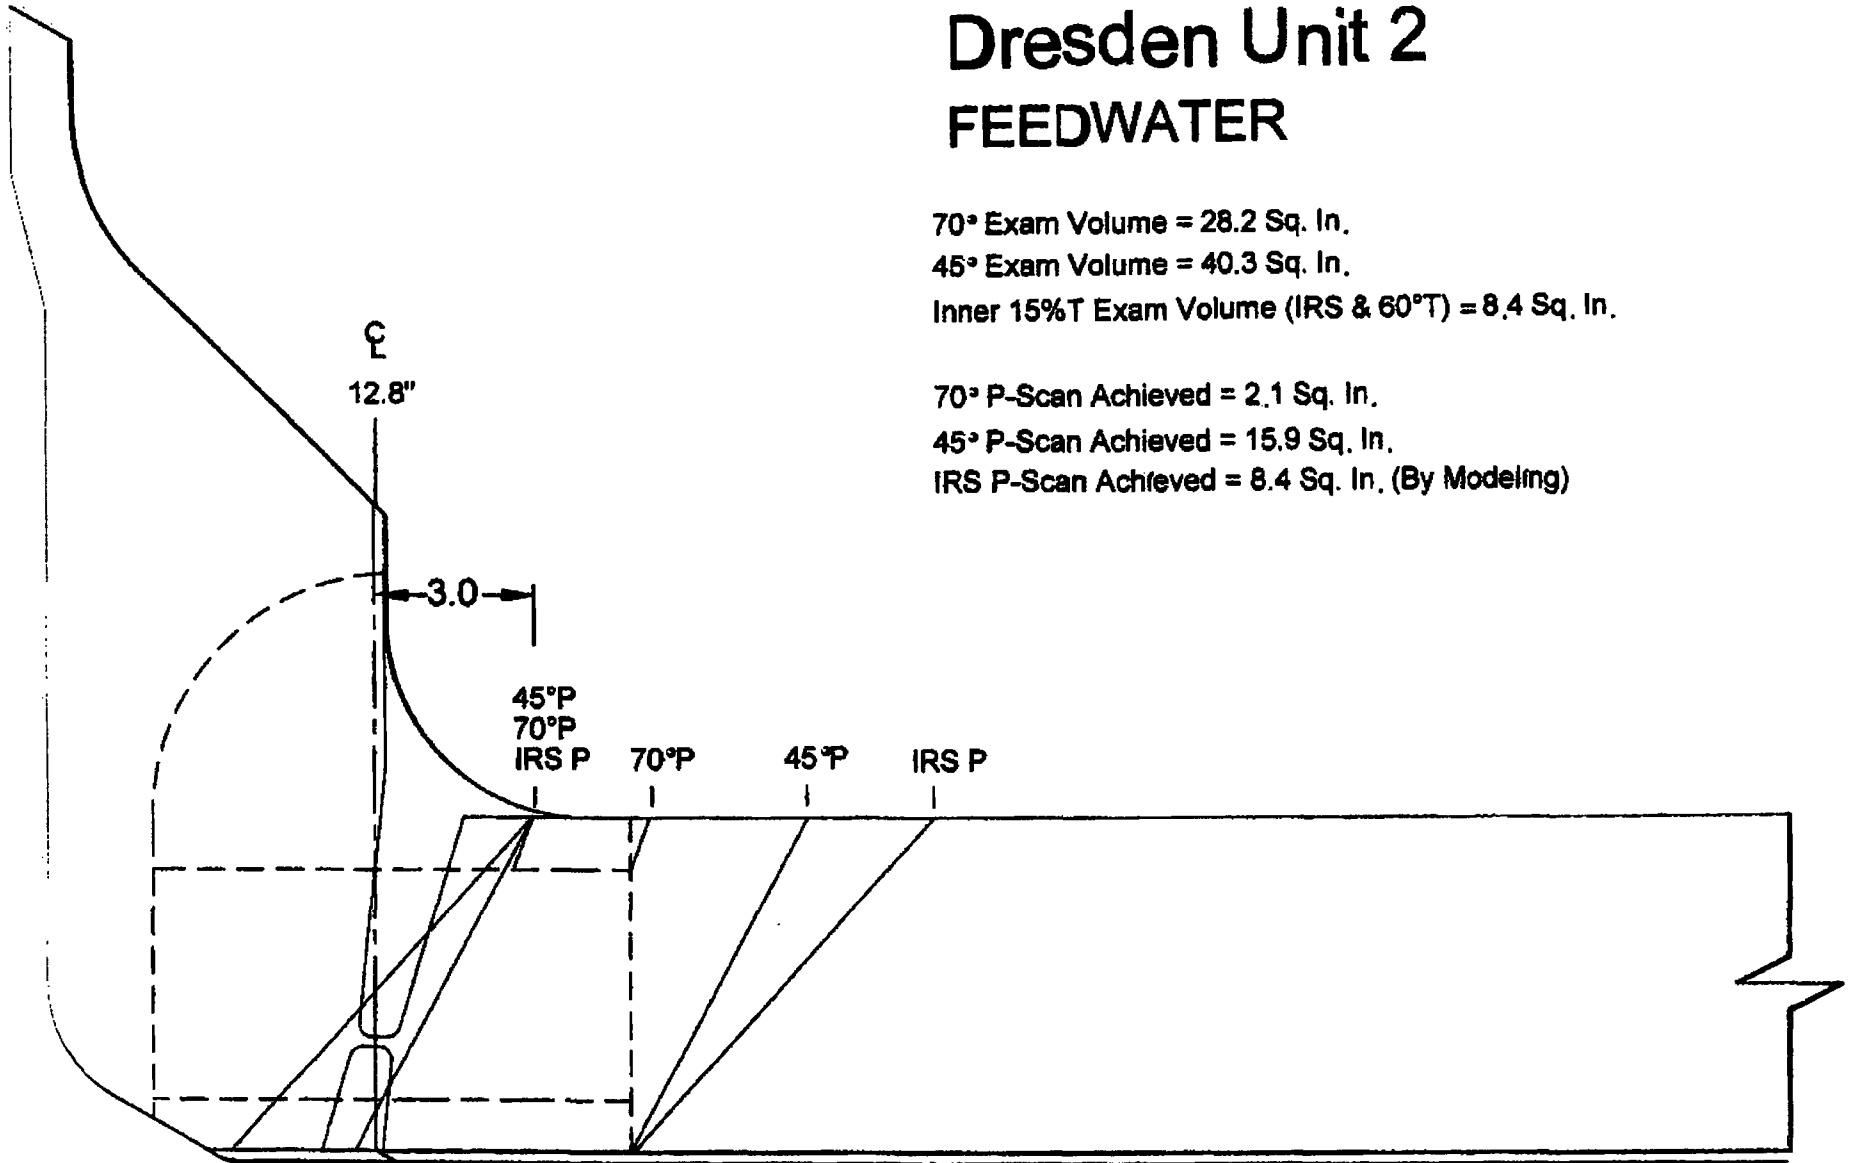 Dresden Unit 2
FEEDWATER
70° Exam Volume = 28.2 Sq. In.
45° Exam Volume = 40.3 Sq. In.
Inner 15%T Exam Volume (IRS & 60°T) = 8.4 Sq. In.
70° P-Scan Achieved = 2.1 Sq. In.
45° P-Scan Achieved = 15.9 Sq. In.
IRS P-Scan Achieved = 8.4 Sq. In. (By Modeling)
℄
12.8"
3.0
45°P
70°P
IRS P 70°P 45°P IRS P